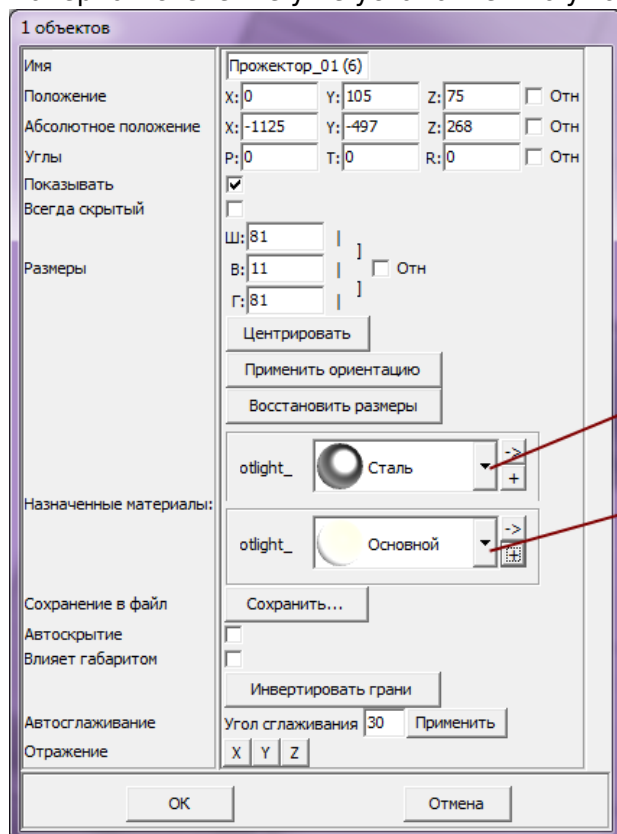 1 объектов
Имя Прожектор_01 (6)
Положение X: 0 Y: 105 Z: 75 Отн
Абсолютное положение X: -1125 Y: -497 Z: 268 Отн
Углы P: 0 T: 0 R: 0 Отн
Показывать
Всегда скрытый
Ш: 81 |
]
Размеры В: 11 | Отн
]
Г: 81 |
Центрировать
Применить ориентацию
Восстановить размеры
otlight_ Сталь ->
+
Назначенные материалы:
otlight_ Основной ->
+
Сохранение в файл Сохранить...
Автоскрытие
Влияет габаритом
Инвертировать грани
Автосглаживание Угол сглаживания 30 Применить
Отражение X Y Z
OK Отмена